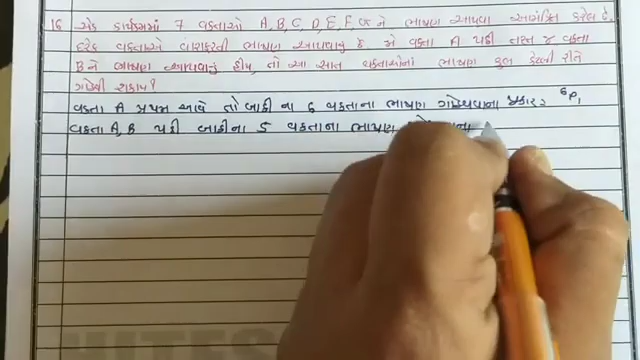 16 એક કાર્યક્રમમાં 7 વક્તાઓ A, B, C, D, E, F, G ને ભાષણ આપવા આમંત્રિત કરેલ છે.
દરેક વક્તાએ વારાફરતી ભાષણ આપવાનું છે. જો વક્તા A પછી તરત જ વક્તા
B ને ભાષણ આપવાનું હોય, તો આ સાત વક્તાઓનાં ભાષણ કુલ કેટલી રીતે
ગોઠવી શકાય?
વક્તા A પ્રથમ આવે તો બાકી ના 6 વક્તાના ભાષણ ગોઠવવાના પ્રકાર 6P1
વક્તા A, B પછી બાકીના 5 વક્તાના ભાષણ
HITES